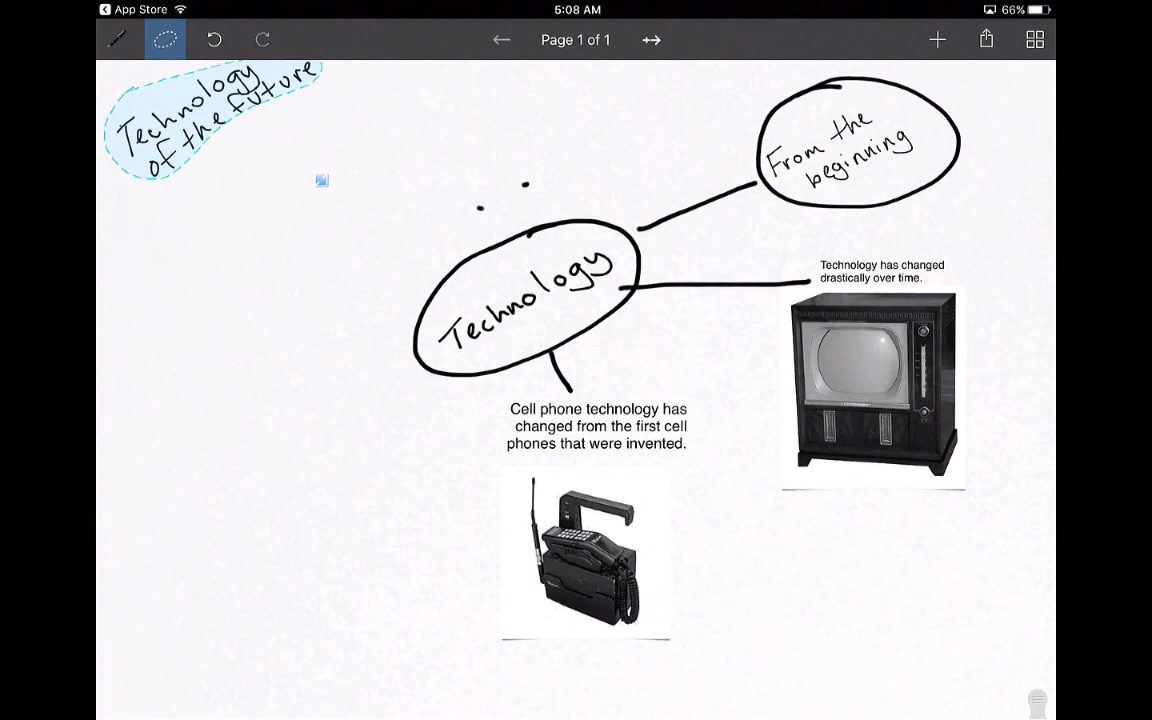 App Store
5:08 AM
66%
Page 1 of 1
Technology
of the future
From the
beginning
Technology
Technology has changed
drastically over time.
Cell phone technology has
changed from the first cell
phones that were invented.